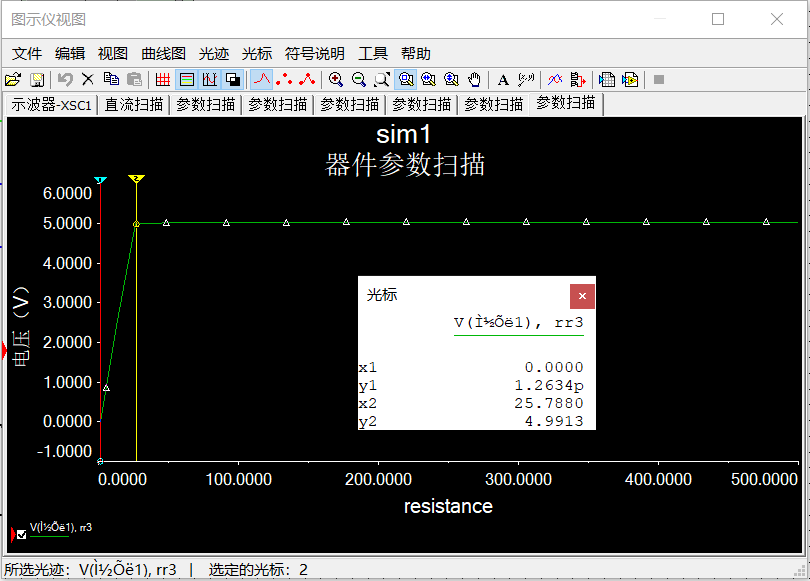 图示仪视图
文件 编辑 视图 曲线图 光迹 光标 符号说明 工具 帮助
示波器-XSC1 直流扫描 参数扫描 参数扫描 参数扫描 参数扫描 参数扫描 参数扫描
sim1
器件参数扫描
6.0000
5.0000
4.0000
3.0000
2.0000
1.0000
0.0000
-1.0000
电压（V）
光标
V(Ì½Õë1), rr3
x1 0.0000
y1 1.2634p
x2 25.7880
y2 4.9913
0.0000 100.0000 200.0000 300.0000 400.0000 500.0000
resistance
V(Ì½Õë1), rr3
所选光迹：V(Ì½Õë1), rr3 | 选定的光标：2